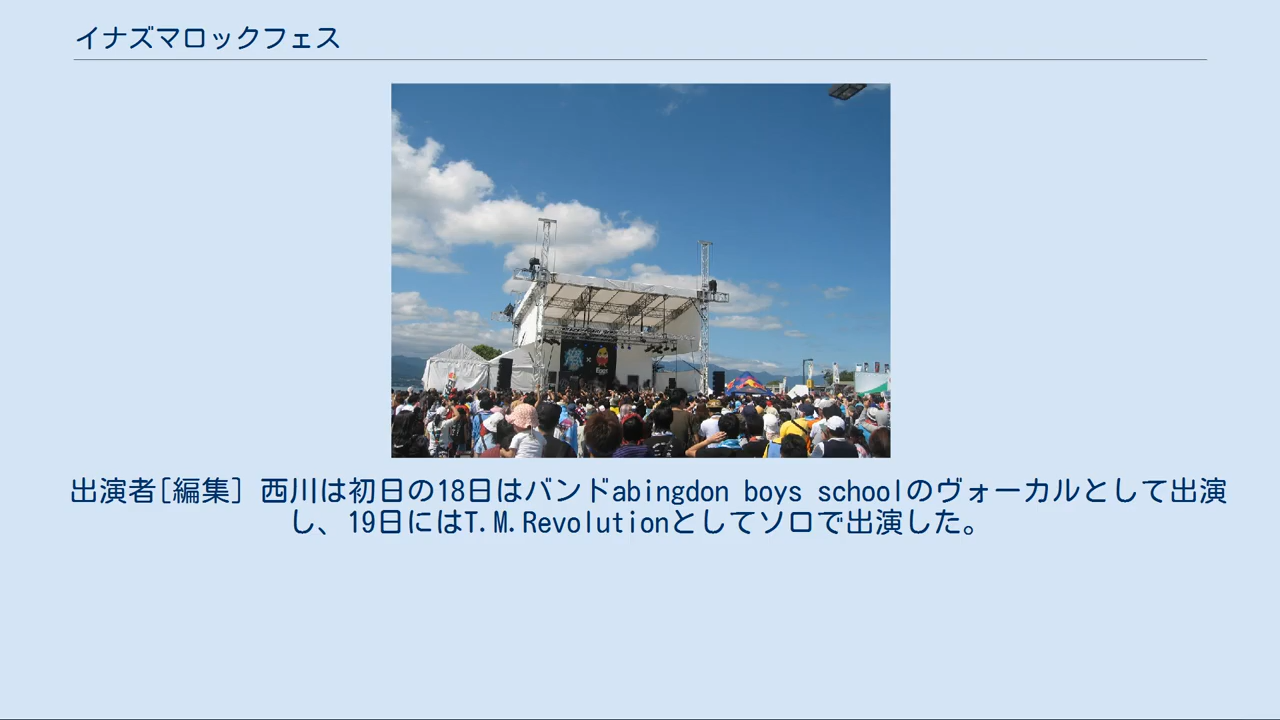 イナズマロックフェス
出演者[編集] 西川は初日の18日はバンドabingdon boys schoolのヴォーカルとして出演
し、19日にはT.M.Revolutionとしてソロで出演した。